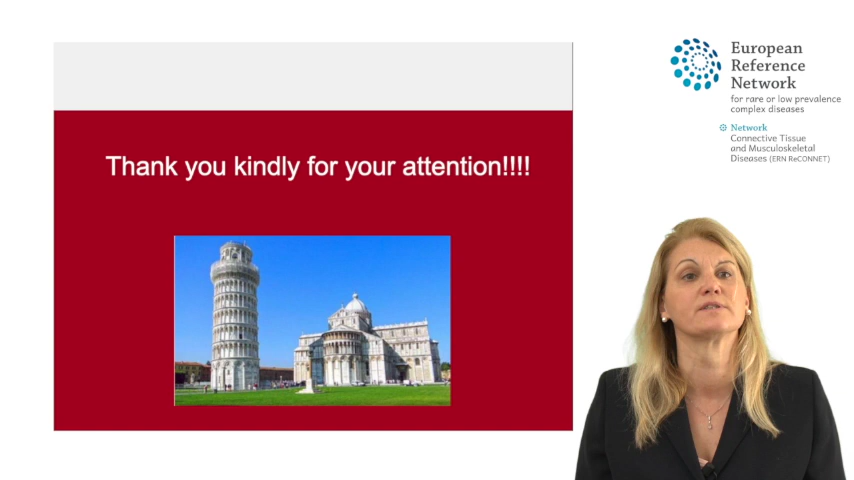 Thank you kindly for your attention!!!!
European
Reference
Network
for rare or low prevalence
complex diseases
Network
Connective Tissue
and Musculoskeletal
Diseases (ERN ReCONNET)